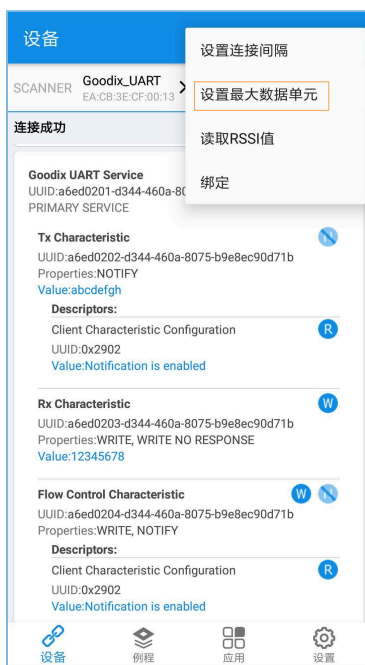 设备
设置连接间隔
设置最大数据单元
读取RSSI值
绑定
SCANNER
Goodix_UART
EA:CB:3E:CF:00:13
连接成功
Goodix UART Service
UUID:a6ed0201-d344-460a-80
PRIMARY SERVICE
Tx Characteristic
UUID:a6ed0202-d344-460a-8075-b9e8ec90d71b
Properties:NOTIFY
Value:abcdefgh
Descriptors:
Client Characteristic Configuration
R
UUID:0x2902
Value:Notification is enabled
Rx Characteristic
W
UUID:a6ed0203-d344-460a-8075-b9e8ec90d71b
Properties:WRITE, WRITE NO RESPONSE
Value:12345678
Flow Control Characteristic
W
UUID:a6ed0204-d344-460a-8075-b9e8ec90d71b
Properties:WRITE, NOTIFY
Descriptors:
Client Characteristic Configuration
R
UUID:0x2902
Value:Notification is enabled
设备
例程
应用
设置